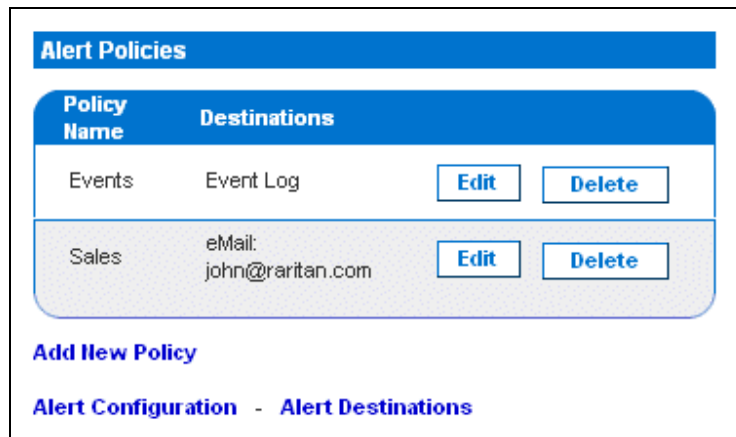 Alert Policies
Policy
Name
Destinations
Events Event Log Edit Delete
Sales eMail:
john@raritan.com Edit Delete
Add New Policy
Alert Configuration - Alert Destinations